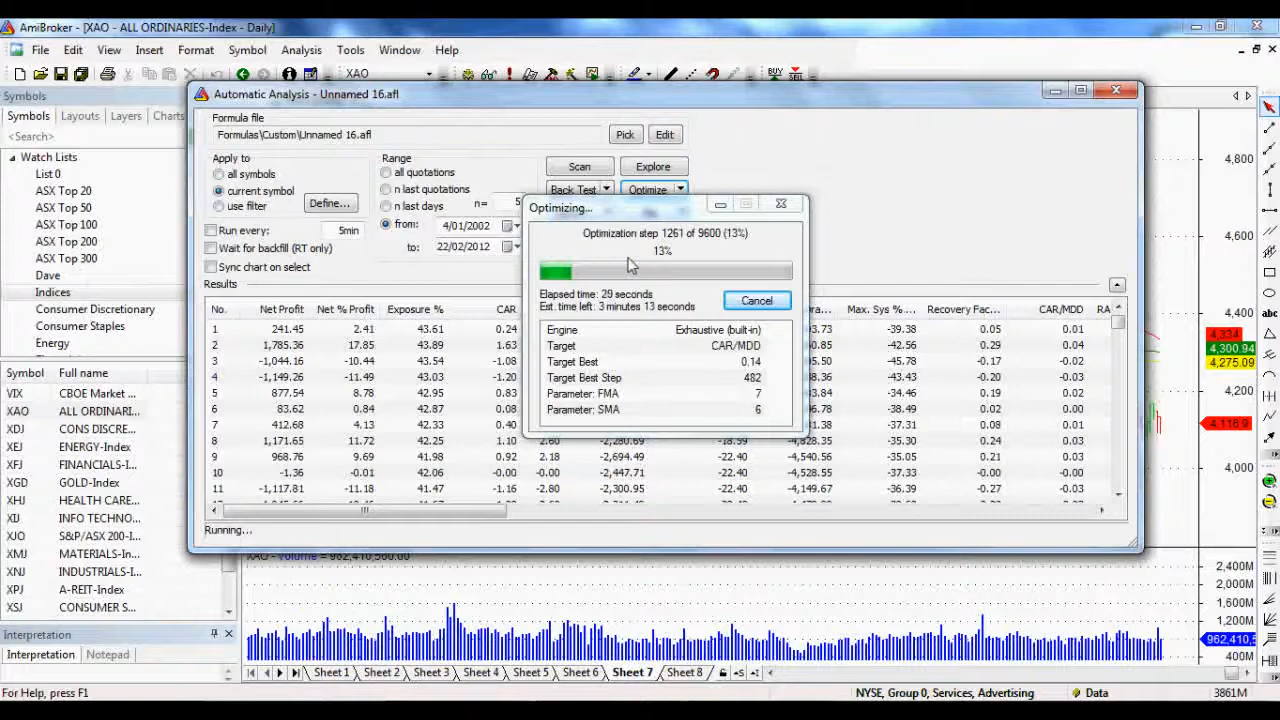 AmiBroker - [XAO - ALL ORDINARIES-Index - Daily]
File Edit View Insert Format Symbol Analysis Tools Window Help
XAO BUY SELL
Symbols
Symbols Layouts Layers Charts
<Search>
Watch Lists
List 0
ASX Top 20
ASX Top 50
ASX Top 100
ASX Top 200
ASX Top 300
Dave
Indices
Consumer Discretionary
Consumer Staples
Energy
Symbol Full name
VIX CBOE Market ...
XAO ALL ORDINARI...
XDJ CONS DISCRE...
XEJ ENERGY-Index
XFJ FINANCIALS-I...
XGD GOLD-Index
XHJ HEALTH CARE...
XIJ INFO TECHNO...
XJO S&P/ASX 200-I...
XMJ MATERIALS-In...
XNJ INDUSTRIALS-I...
XPJ A-REIT-Index
XSJ CONSUMER S...
Interpretation
Interpretation Notepad
Automatic Analysis - Unnamed 16.afl
Formula file
Formulas\Custom\Unnamed 16.afl Pick Edit
Apply to
all symbols
current symbol
use filter
Define...
Range
all quotations
n last quotations
n last days n= 5
from: 4/01/2002
to: 22/02/2012
Scan Explore
Back Test Optimize
Run every: 5min
Wait for backfill (RT only)
Sync chart on select
Optimizing...
Optimization step 1261 of 9600 (13%)
13%
Elapsed time: 29 seconds
Est. time left: 3 minutes 13 seconds
Cancel
Engine Exhaustive (built-in)
Target CAR/MDD
Target Best 0.14
Target Best Step 482
Parameter: FMA 7
Parameter: SMA 6
Results
No. Net Profit Net % Profit Exposure % CAR Max. Sys %... Recovery Fac... CAR/MDD RA
1 241.45 2.41 43.61 0.24 -39.38 0.05 0.01
2 1,785.36 17.85 43.89 1.63 -42.56 0.29 0.04
3 -1,044.16 -10.44 43.54 -1.08 -45.78 -0.17 -0.02
4 -1,149.26 -11.49 43.03 -1.20 -43.43 -0.20 -0.03
5 877.54 8.78 42.95 0.83 -34.46 0.19 0.02
6 83.62 0.84 42.87 0.08 -38.49 0.02 0.00
7 412.68 4.13 42.33 0.40 -37.31 0.08 0.01
8 1,171.65 11.72 42.25 1.10 2.60 -2,280.69 -18.59 -4,828.35 -35.30 0.24 0.03
9 968.76 9.69 41.98 0.92 2.18 -2,694.49 -22.40 -4,540.56 -35.05 0.21 0.03
10 -1.36 -0.01 42.06 -0.00 -0.00 -2,447.71 -22.40 -4,528.55 -37.33 -0.00 -0.00
11 -1,117.81 -11.18 41.47 -1.16 -2.80 -2,300.95 -22.40 -4,149.67 -36.39 -0.27 -0.03
Running...
4,800
4,600
4,334
4,300.94
4,275.09
4,200
4,116.9
4,000
XAO - Volume = 962,410,560.00
2,400M
2,000M
1,600M
1,200M
962,410,5
400M
Sheet 1 Sheet 2 Sheet 3 Sheet 4 Sheet 5 Sheet 6 Sheet 7 Sheet 8
For Help, press F1 NYSE, Group 0, Services, Advertising Data 3861M